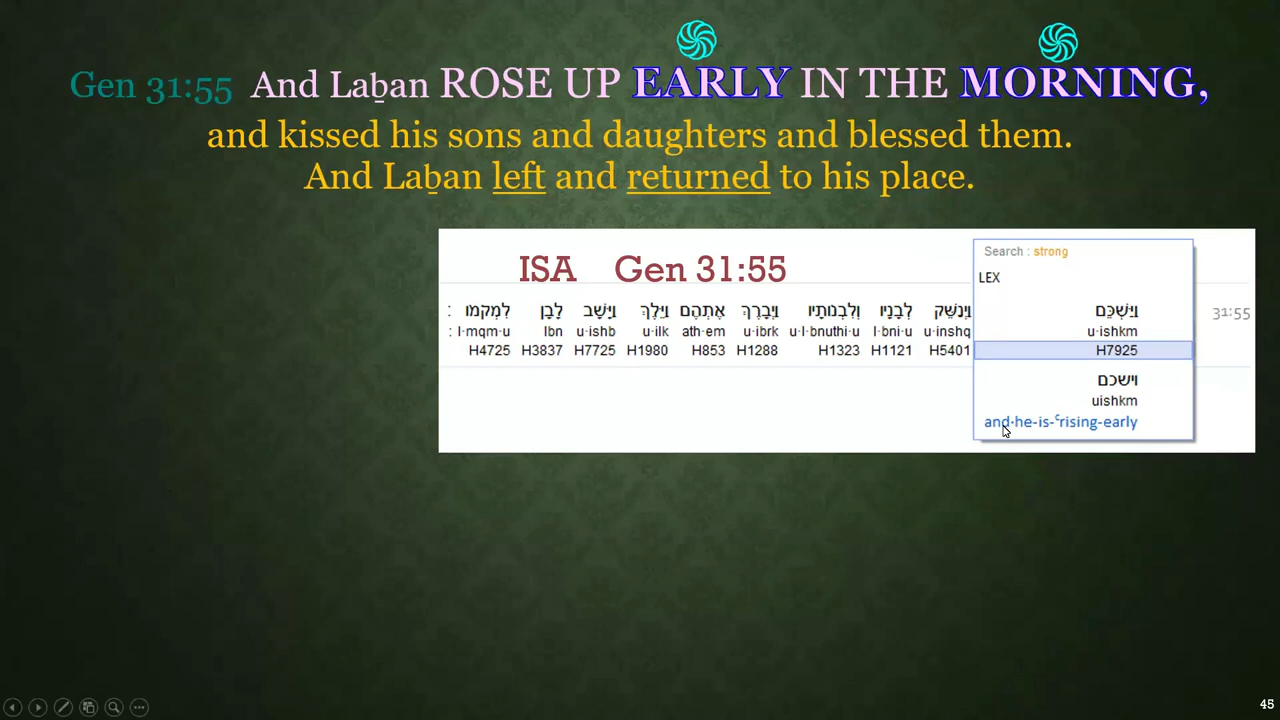 Gen 31:55 And Laḇan ROSE UP EARLY IN THE MORNING,
and kissed his sons and daughters and blessed them.
And Laḇan left and returned to his place.
ISA Gen 31:55
Search : strong
LEX
31:55
וַיַּשְׁכֵּם
u·ishkm
H7925
וישכם
uishkm
and·he-is-ᶜrising-early
וַיְנַשֵּׁק לְבָנָיו וְלִבְנוֹתָיו אֶתְהֶם וַיְבָרֶךְ וַיֵּלֶךְ וַיָּשָׁב לָבָן לִמְקֹמוֹ :
: l·mqm·u lbn u·ishb u·ilk ath·em u·ibrk u·l·bnuthi·u l·bni·u u·inshq
H4725 H3837 H7725 H1980 H853 H1288 H1323 H1121 H5401
45